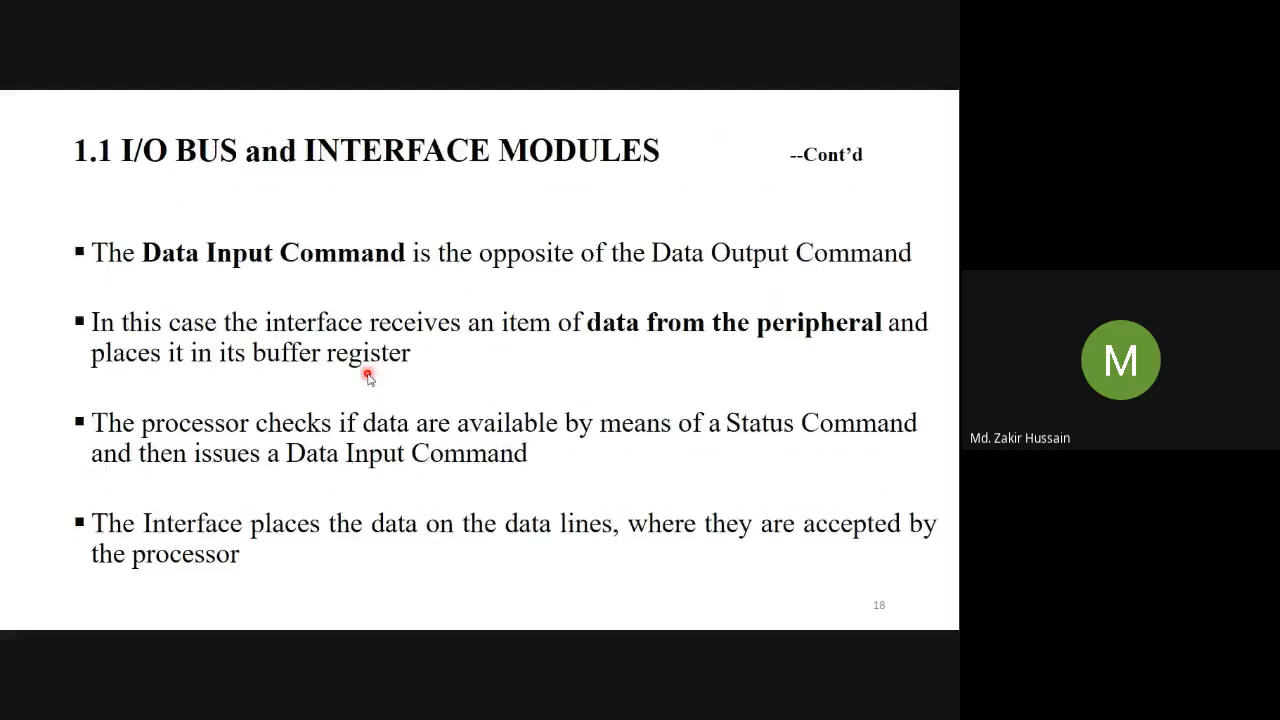 1.1 I/O BUS and INTERFACE MODULES --Cont’d
▪ The Data Input Command is the opposite of the Data Output Command
▪ In this case the interface receives an item of data from the peripheral and
places it in its buffer register
▪ The processor checks if data are available by means of a Status Command
and then issues a Data Input Command
▪ The Interface places the data on the data lines, where they are accepted by
the processor
18
M
Md. Zakir Hussain